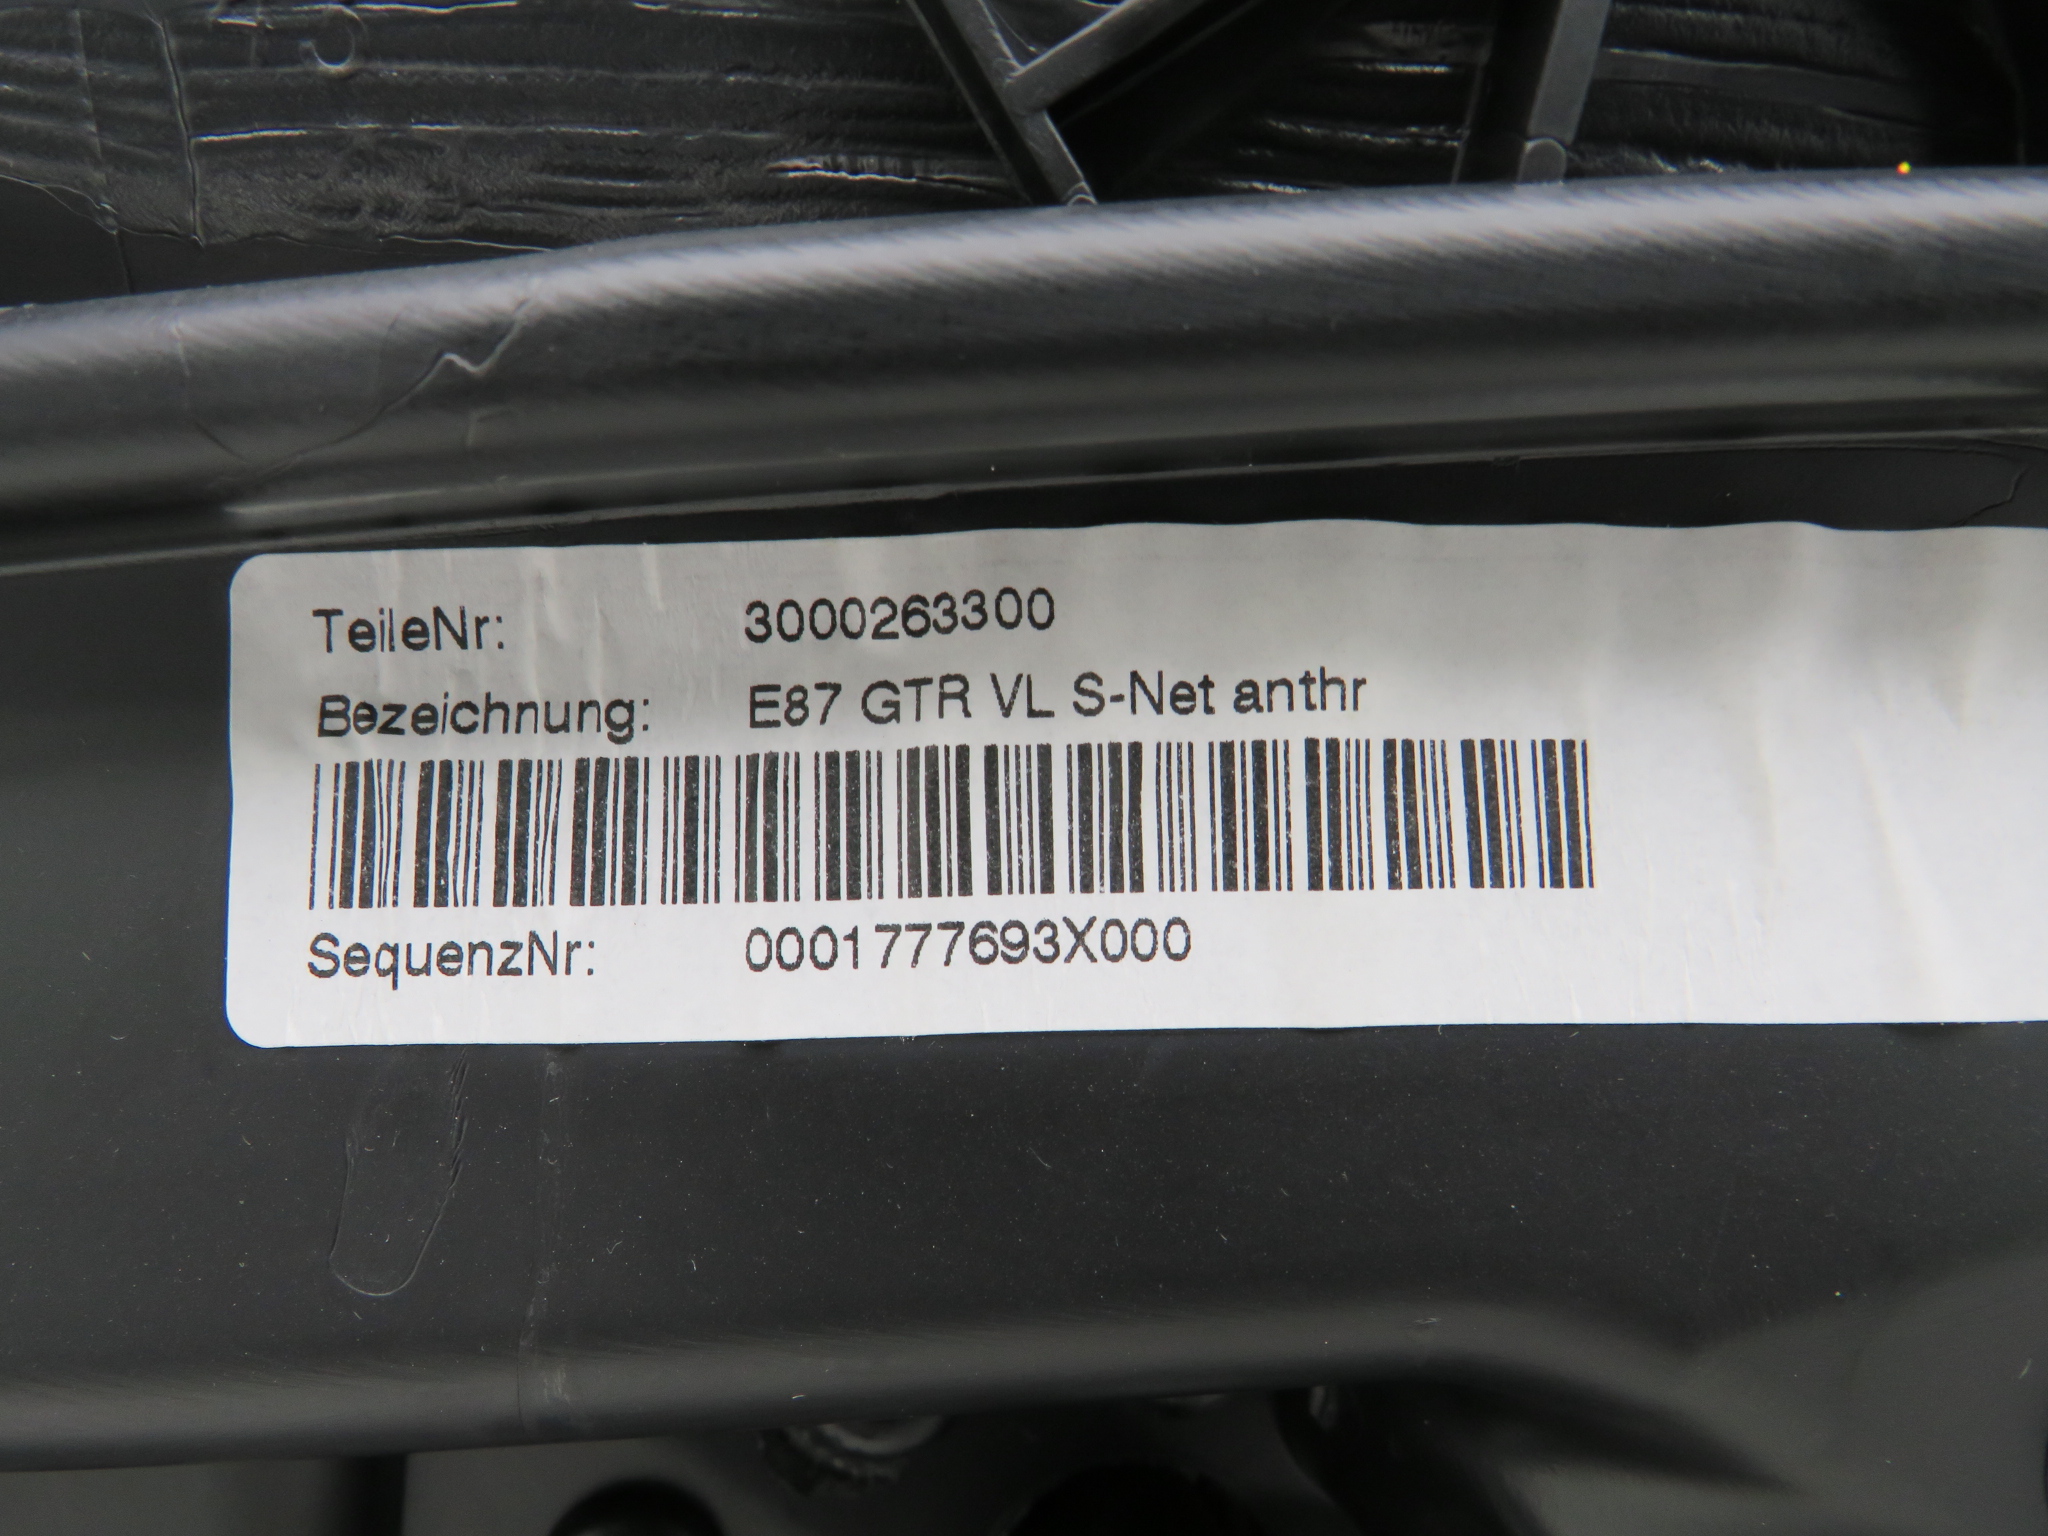 TeileNr: 3000263300
Bezeichnung: E87 GTR VL S-Net anthr
SequenzNr: 0001777693X000